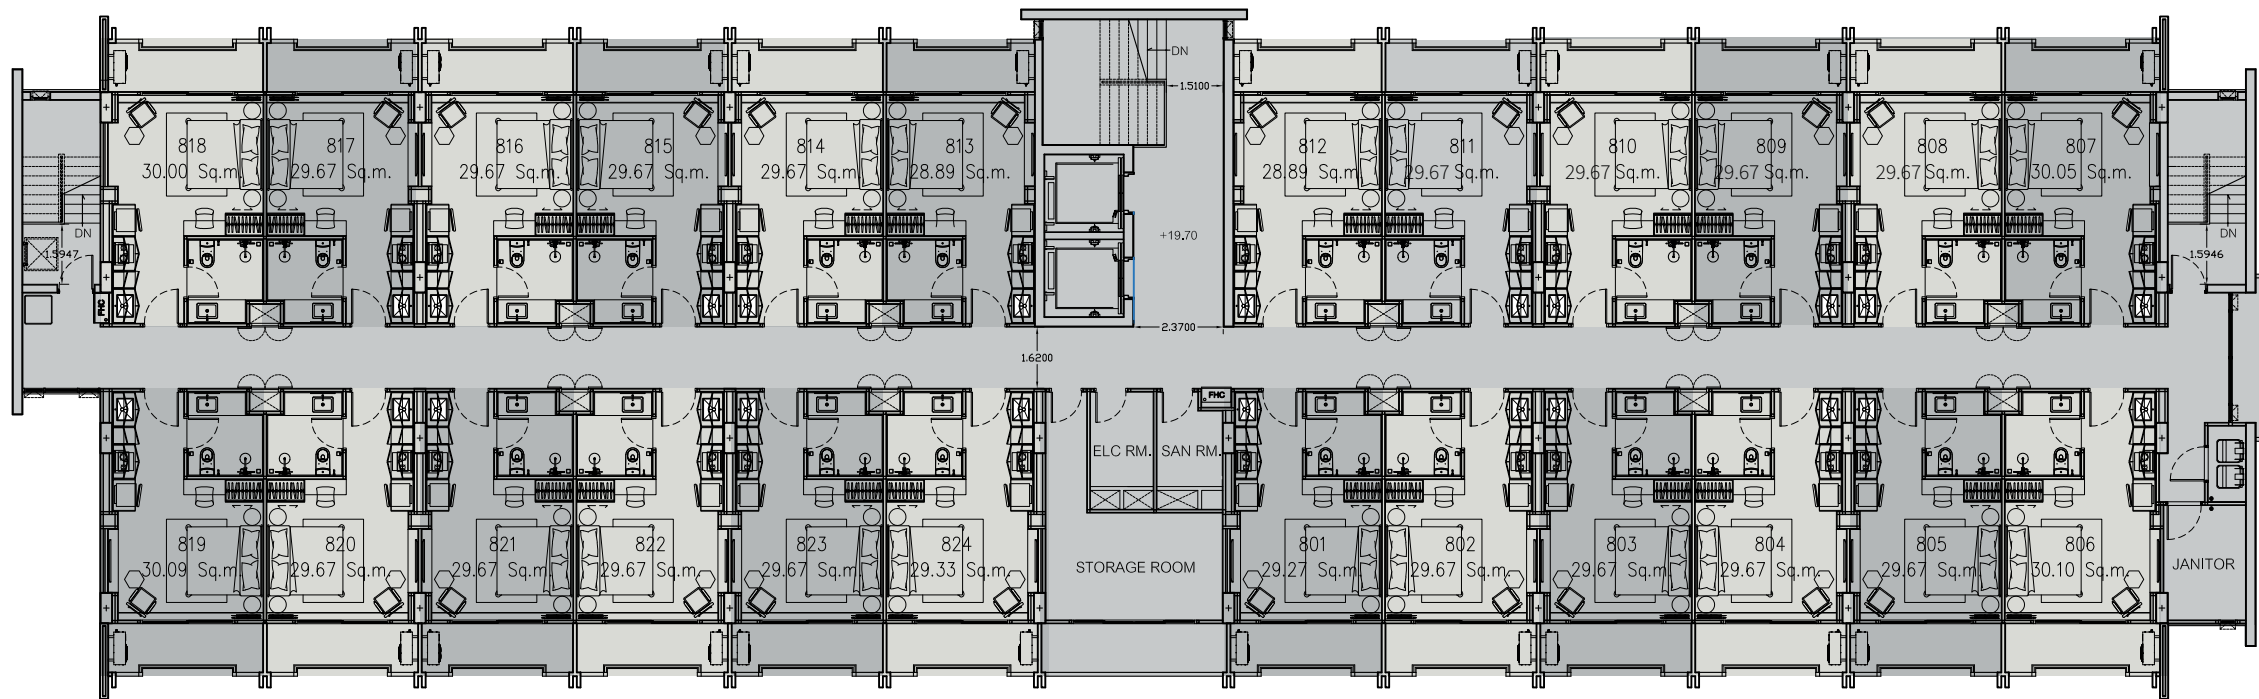 DN
1.5100
818
30.00 Sq.m.
817
29.67 Sq.m.
816
29.67 Sq.m.
815
29.67 Sq.m.
814
29.67 Sq.m.
813
28.89 Sq.m.
812
28.89 Sq.m.
811
29.67 Sq.m.
810
29.67 Sq.m.
809
29.67 Sq.m.
808
29.67 Sq.m.
807
30.05 Sq.m.
DN
1.5947
+19.70
DN
1.5946
FHC
2.3700
1.6200
FHC
ELC RM.
SAN RM.
819
30.09 Sq.m.
820
29.67 Sq.m.
821
29.67 Sq.m.
822
29.67 Sq.m.
823
29.67 Sq.m.
824
29.33 Sq.m.
STORAGE ROOM
801
29.27 Sq.m.
802
29.67 Sq.m.
803
29.67 Sq.m.
804
29.67 Sq.m.
805
29.67 Sq.m.
806
30.10 Sq.m.
JANITOR